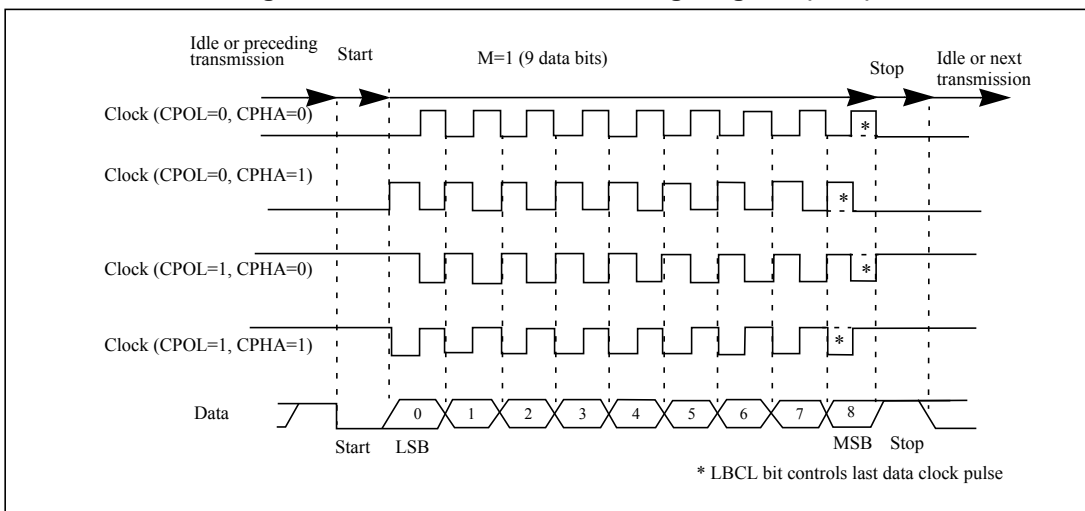 Idle or preceding
transmission
Start
M=1 (9 data bits)
Stop
Idle or next
transmission
Clock (CPOL=0, CPHA=0)
*
Clock (CPOL=0, CPHA=1)
*
Clock (CPOL=1, CPHA=0)
*
Clock (CPOL=1, CPHA=1)
*
Data
0 1 2 3 4 5 6 7 8
Start LSB MSB Stop
* LBCL bit controls last data clock pulse